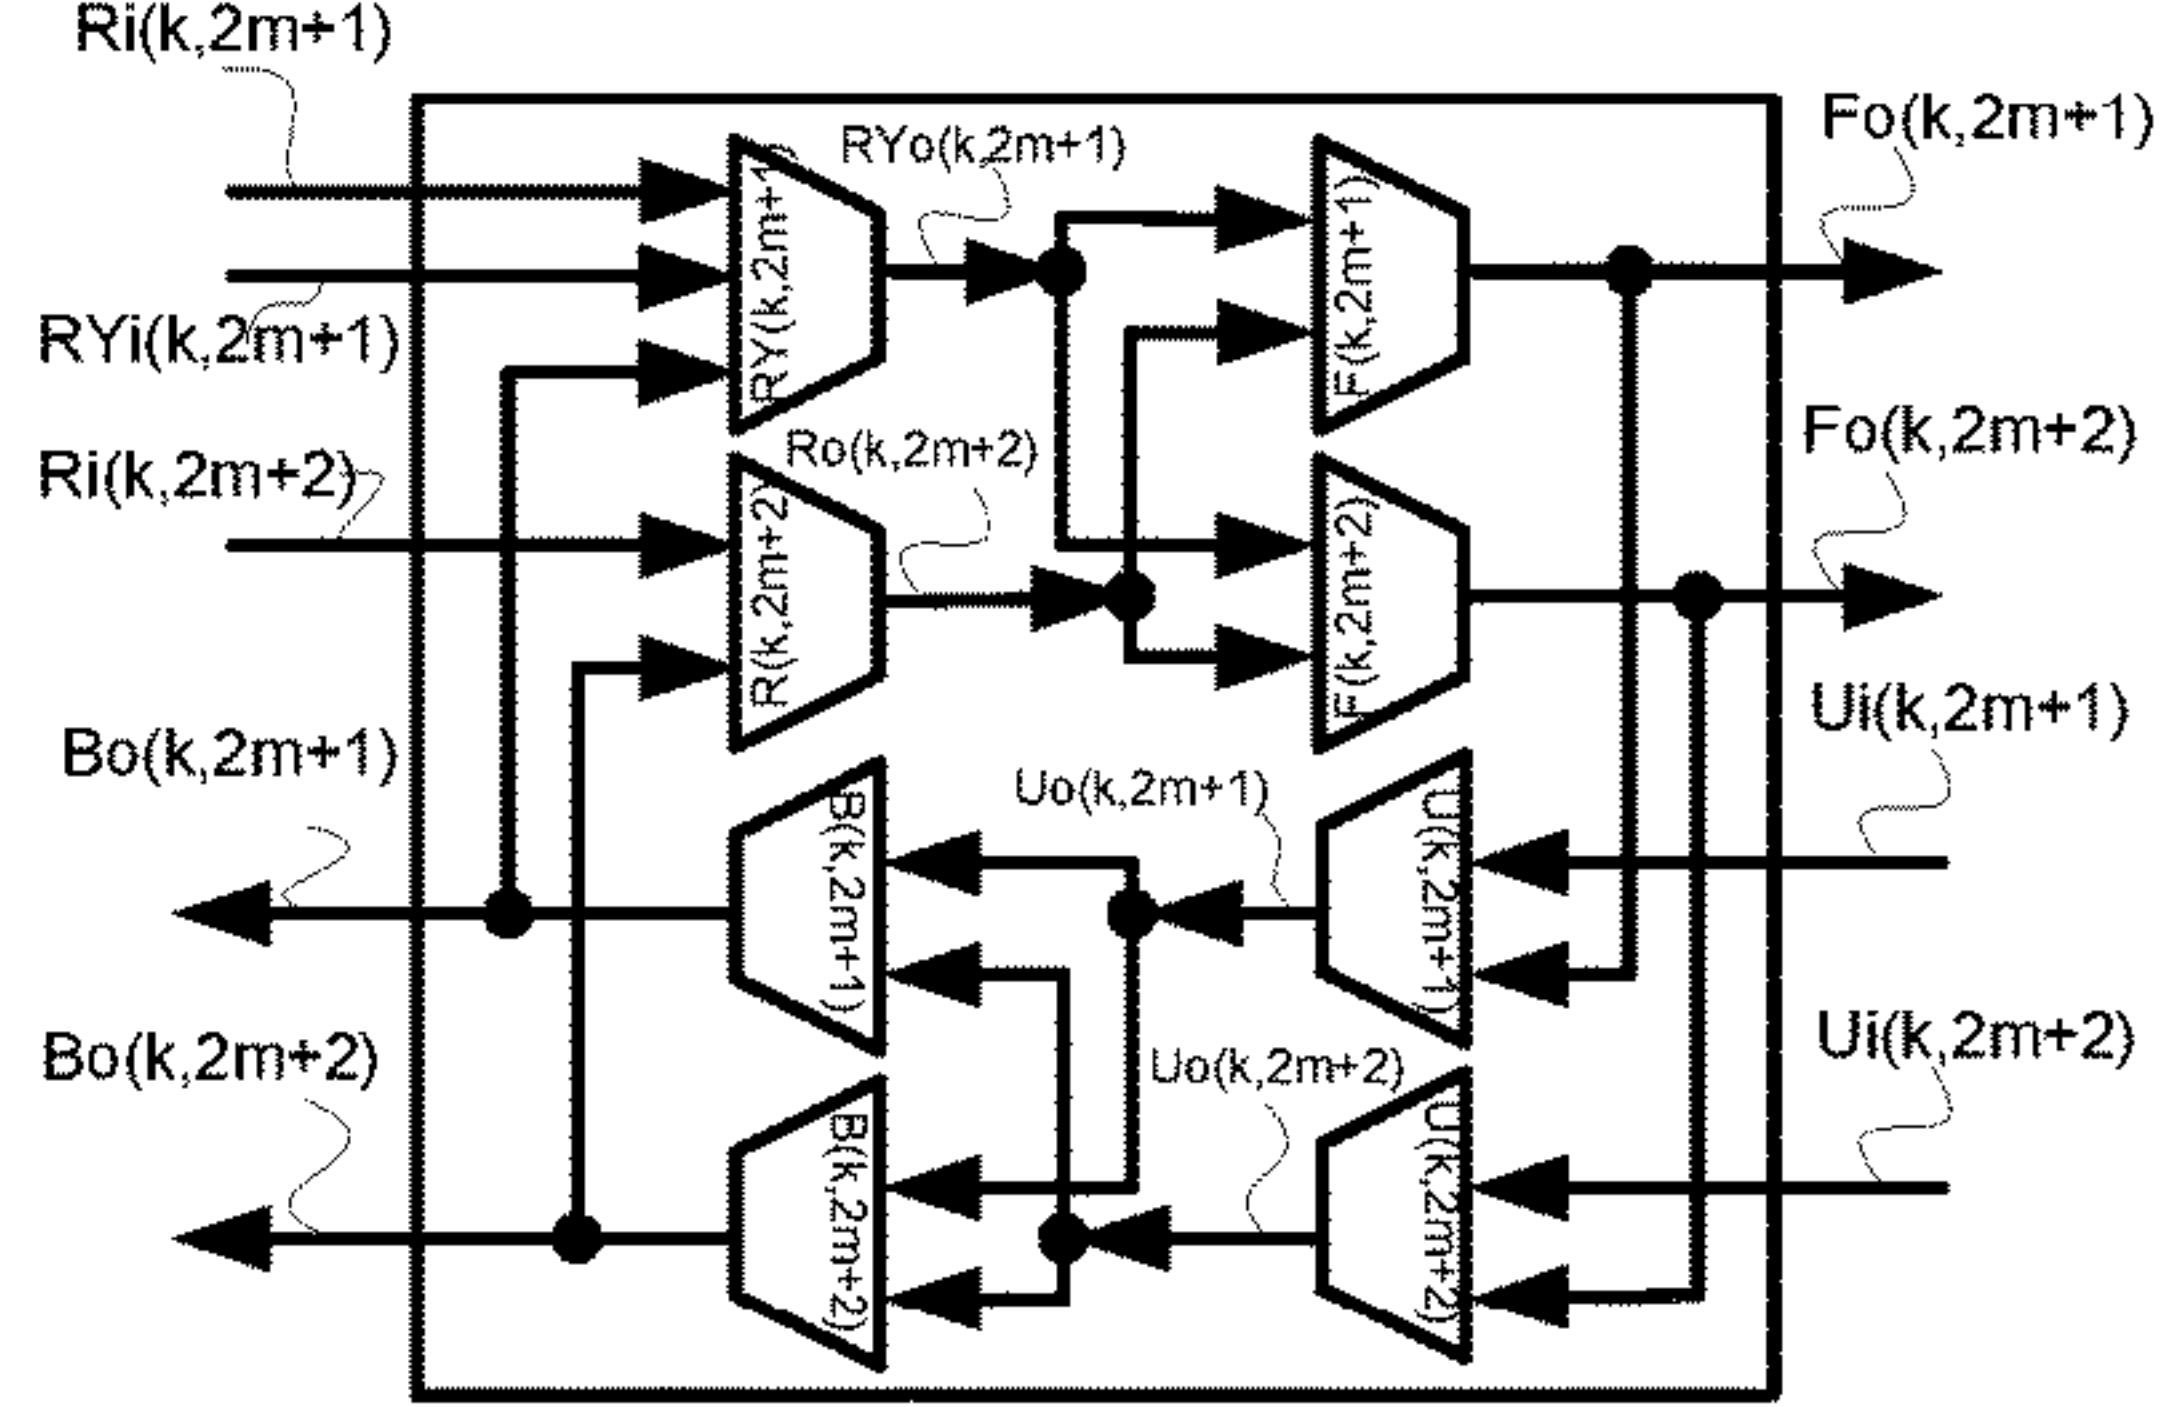 Ri(k,2m+1)
RYi(k,2m+1)
Ri(k,2m+2)
Bo(k,2m+1)
Bo(k,2m+2)
RY(k,2m+1)
RYo(k,2m+1)
F(k,2m+1)
R(k,2m+2)
Ro(k,2m+2)
F(k,2m+2)
B(k,2m+1)
Uo(k,2m+1)
U(k,2m+1)
B(k,2m+2)
Uo(k,2m+2)
U(k,2m+2)
Fo(k,2m+1)
Fo(k,2m+2)
Ui(k,2m+1)
Ui(k,2m+2)